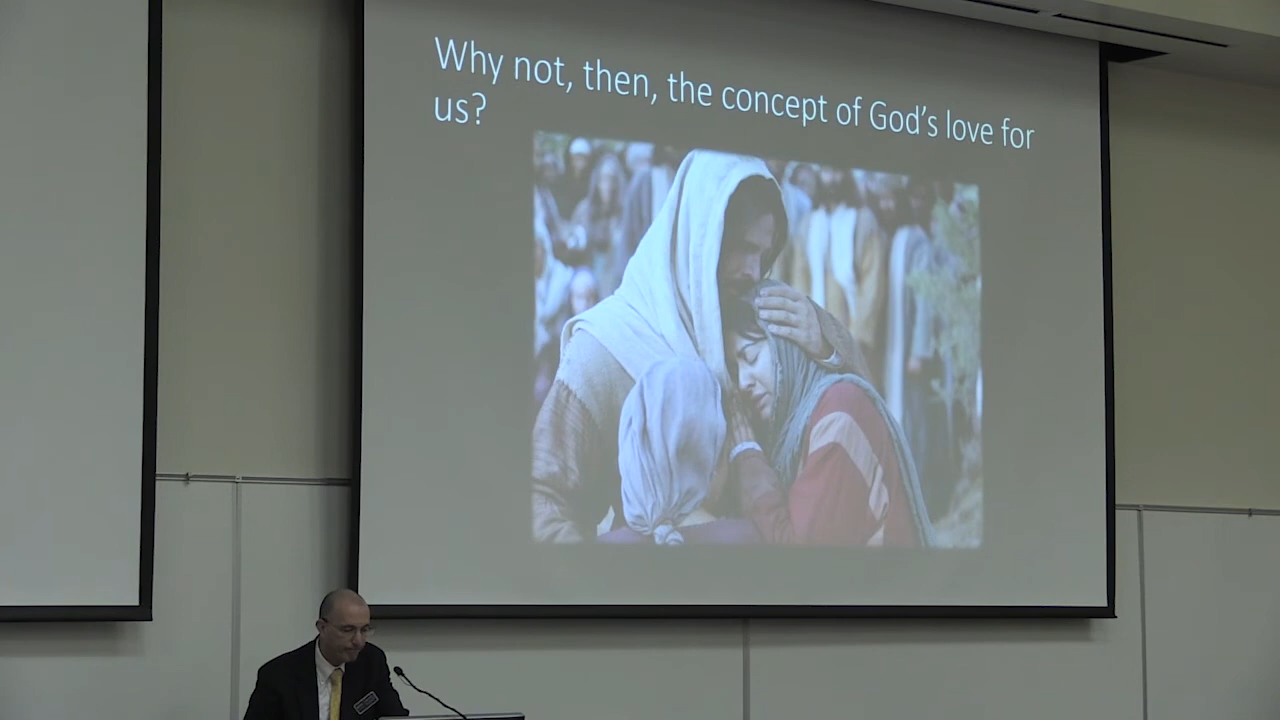 Why not, then, the concept of God’s love for
us?